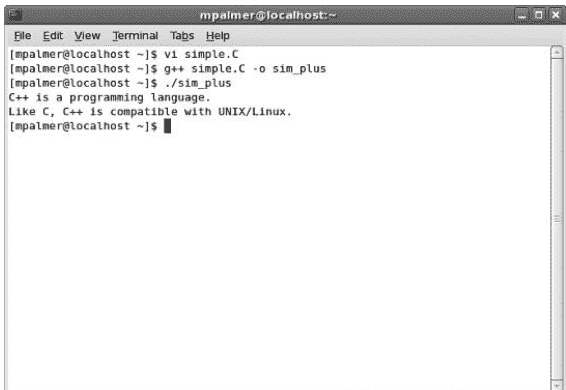 mpalmer@localhost:~
File Edit View Terminal Tabs Help
[mpalmer@localhost ~]$ vi simple.C
[mpalmer@localhost ~]$ g++ simple.C -o sim_plus
[mpalmer@localhost ~]$ ./sim_plus
C++ is a programming language.
Like C, C++ is compatible with UNIX/Linux.
[mpalmer@localhost ~]$